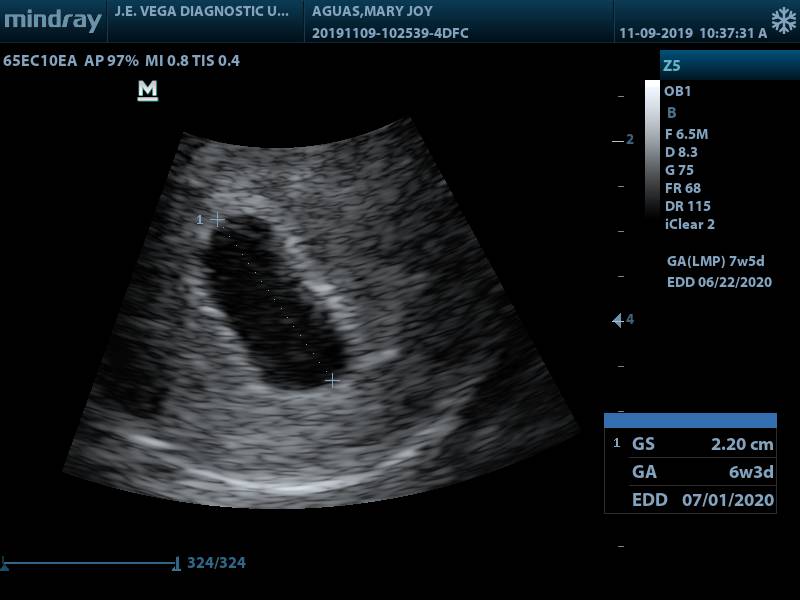 mindray
J.E. VEGA DIAGNOSTIC U...
AGUAS,MARY JOY
20191109-102539-4DFC
11-09-2019 10:37:31 A
65EC10EA AP 97% MI 0.8 TIS 0.4
M
Z5
OB1
B
F 6.5M
D 8.3
G 75
FR 68
DR 115
iClear 2
GA(LMP) 7w5d
EDD 06/22/2020
2
4
1
1 GS 2.20 cm
GA 6w3d
EDD 07/01/2020
324/324